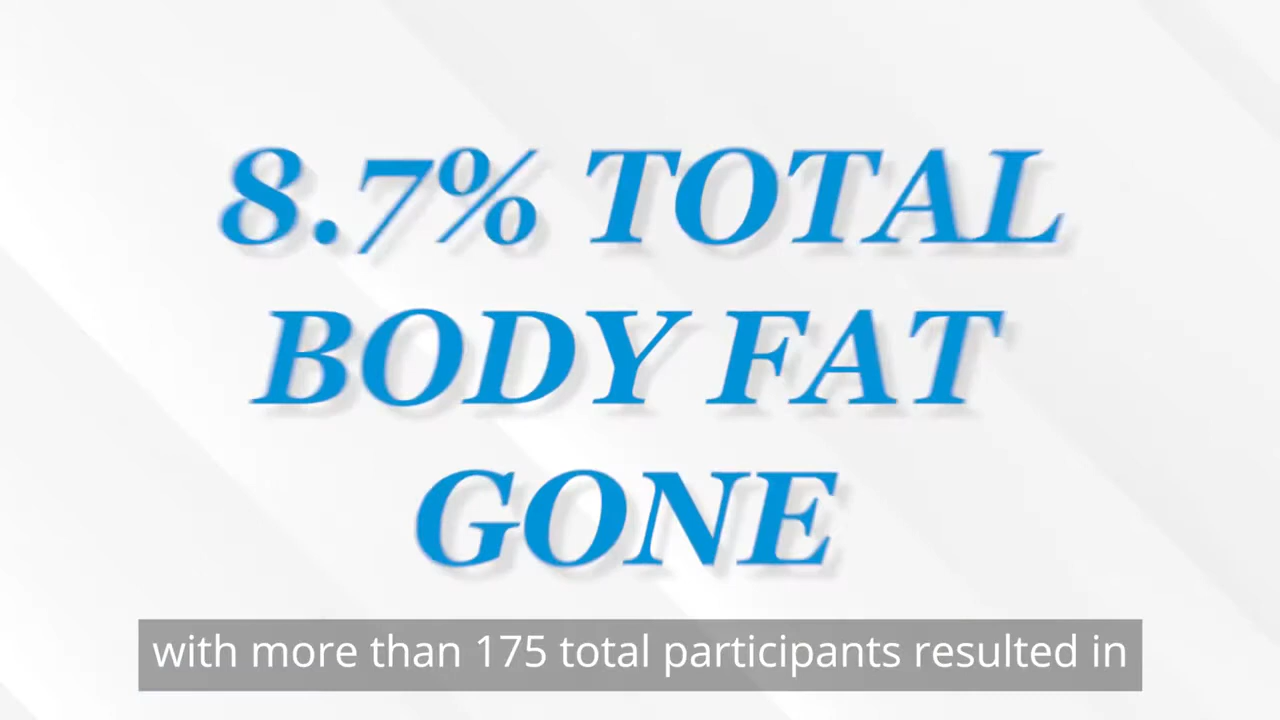 8.7% TOTAL
BODY FAT
GONE
with more than 175 total participants resulted in